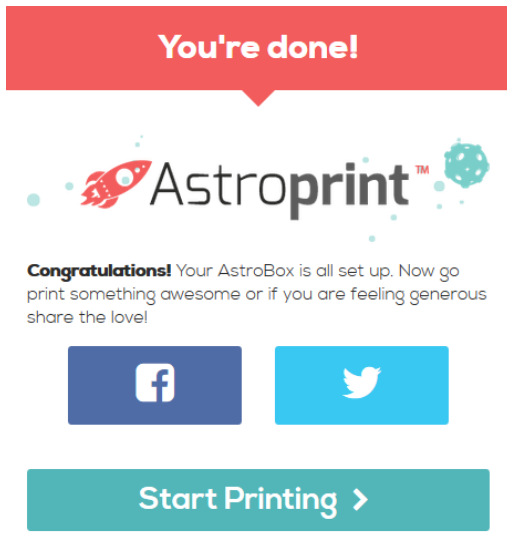 You're done!
Astroprint™
Congratulations! Your AstroBox is all set up. Now go
print something awesome or if you are feeling generous
share the love!
Start Printing